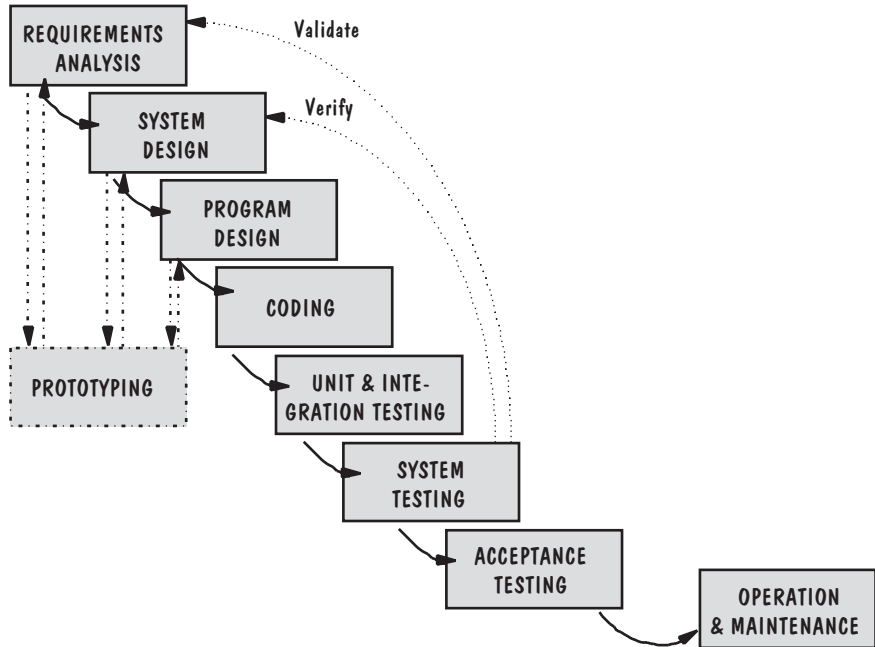 REQUIREMENTS
ANALYSIS
Validate
Verify
SYSTEM
DESIGN
PROGRAM
DESIGN
CODING
PROTOTYPING
UNIT & INTE-
GRATION TESTING
SYSTEM
TESTING
ACCEPTANCE
TESTING
OPERATION
& MAINTENANCE